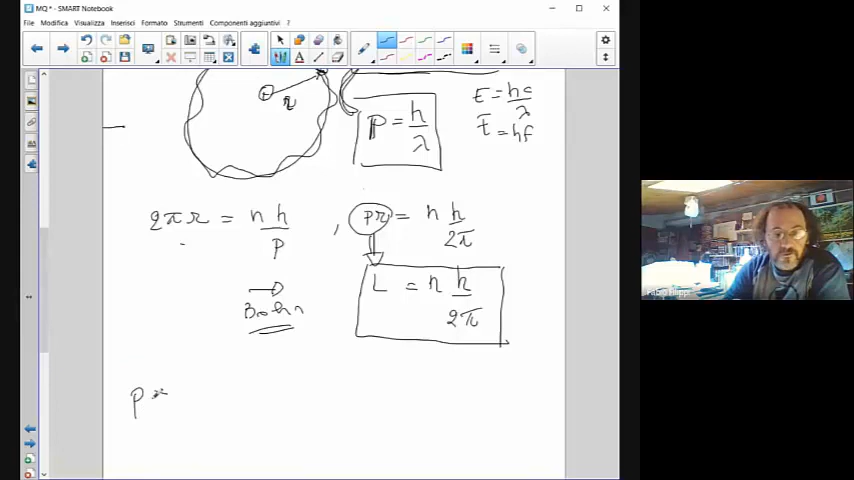 MQ * - SMART Notebook
File Modifica Visualizza Inserisci Formato Strumenti Componenti aggiuntivi ?
r
p = h/λ
E = hc/λ
E = hf
2πr = n h/p , pr = n h/2π
L = n h/2π
Bohr
p